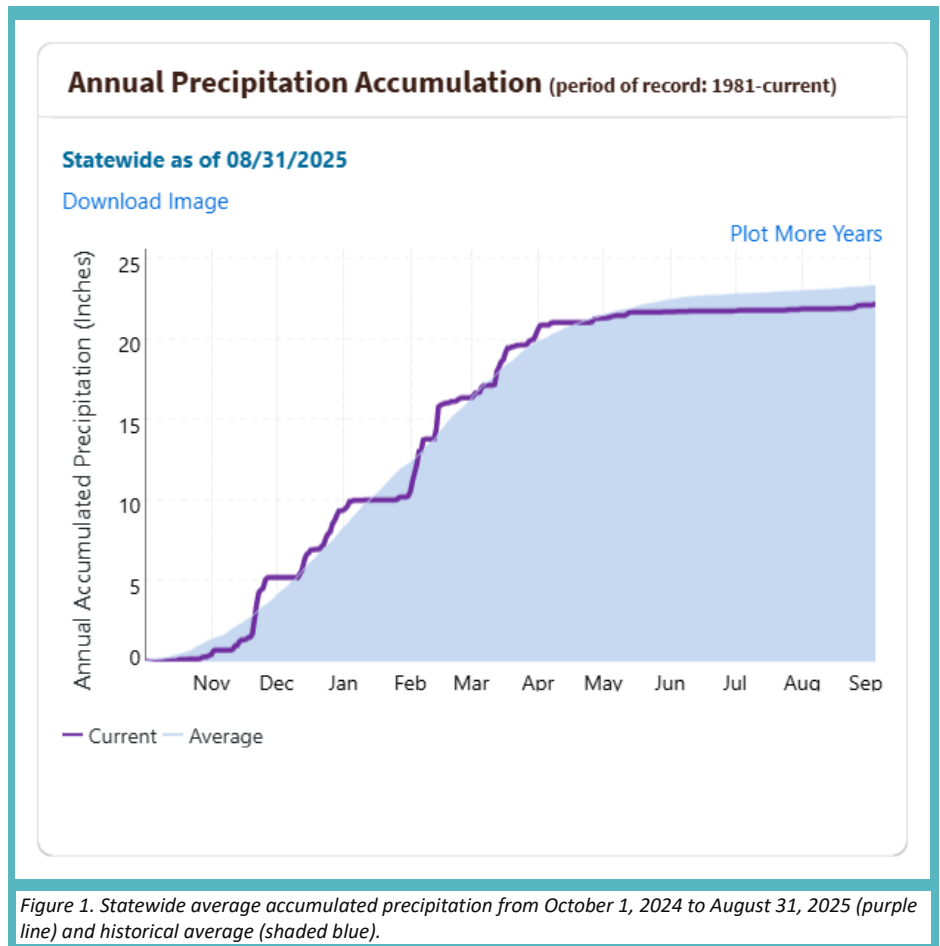 Annual Precipitation Accumulation (period of record: 1981-current)
Statewide as of 08/31/2025
Download Image
Plot More Years
Annual Accumulated Precipitation (Inches)
25
20
15
10
5
0
Nov Dec Jan Feb Mar Apr May Jun Jul Aug Sep
Current Average
Figure 1. Statewide average accumulated precipitation from October 1, 2024 to August 31, 2025 (purple
line) and historical average (shaded blue).